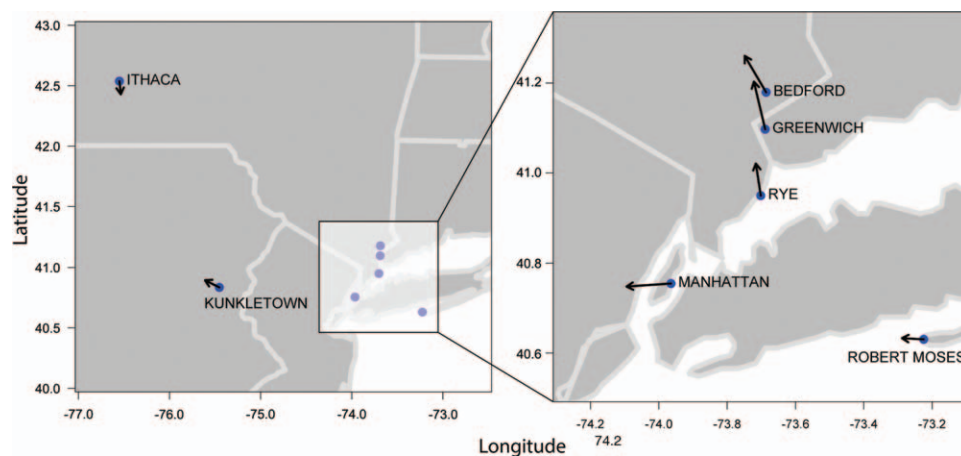 43.0
42.5
42.0
41.5
41.0
40.5
40.0
Latitude
ITHACA
KUNKLETOWN
-77.0 -76.0 -75.0 -74.0 -73.0
41.2
41.0
40.8
40.6
BEDFORD
GREENWICH
RYE
MANHATTAN
ROBERT MOSES
-74.2 -74.0 -73.8 -73.6 -73.4 -73.2
74.2
Longitude